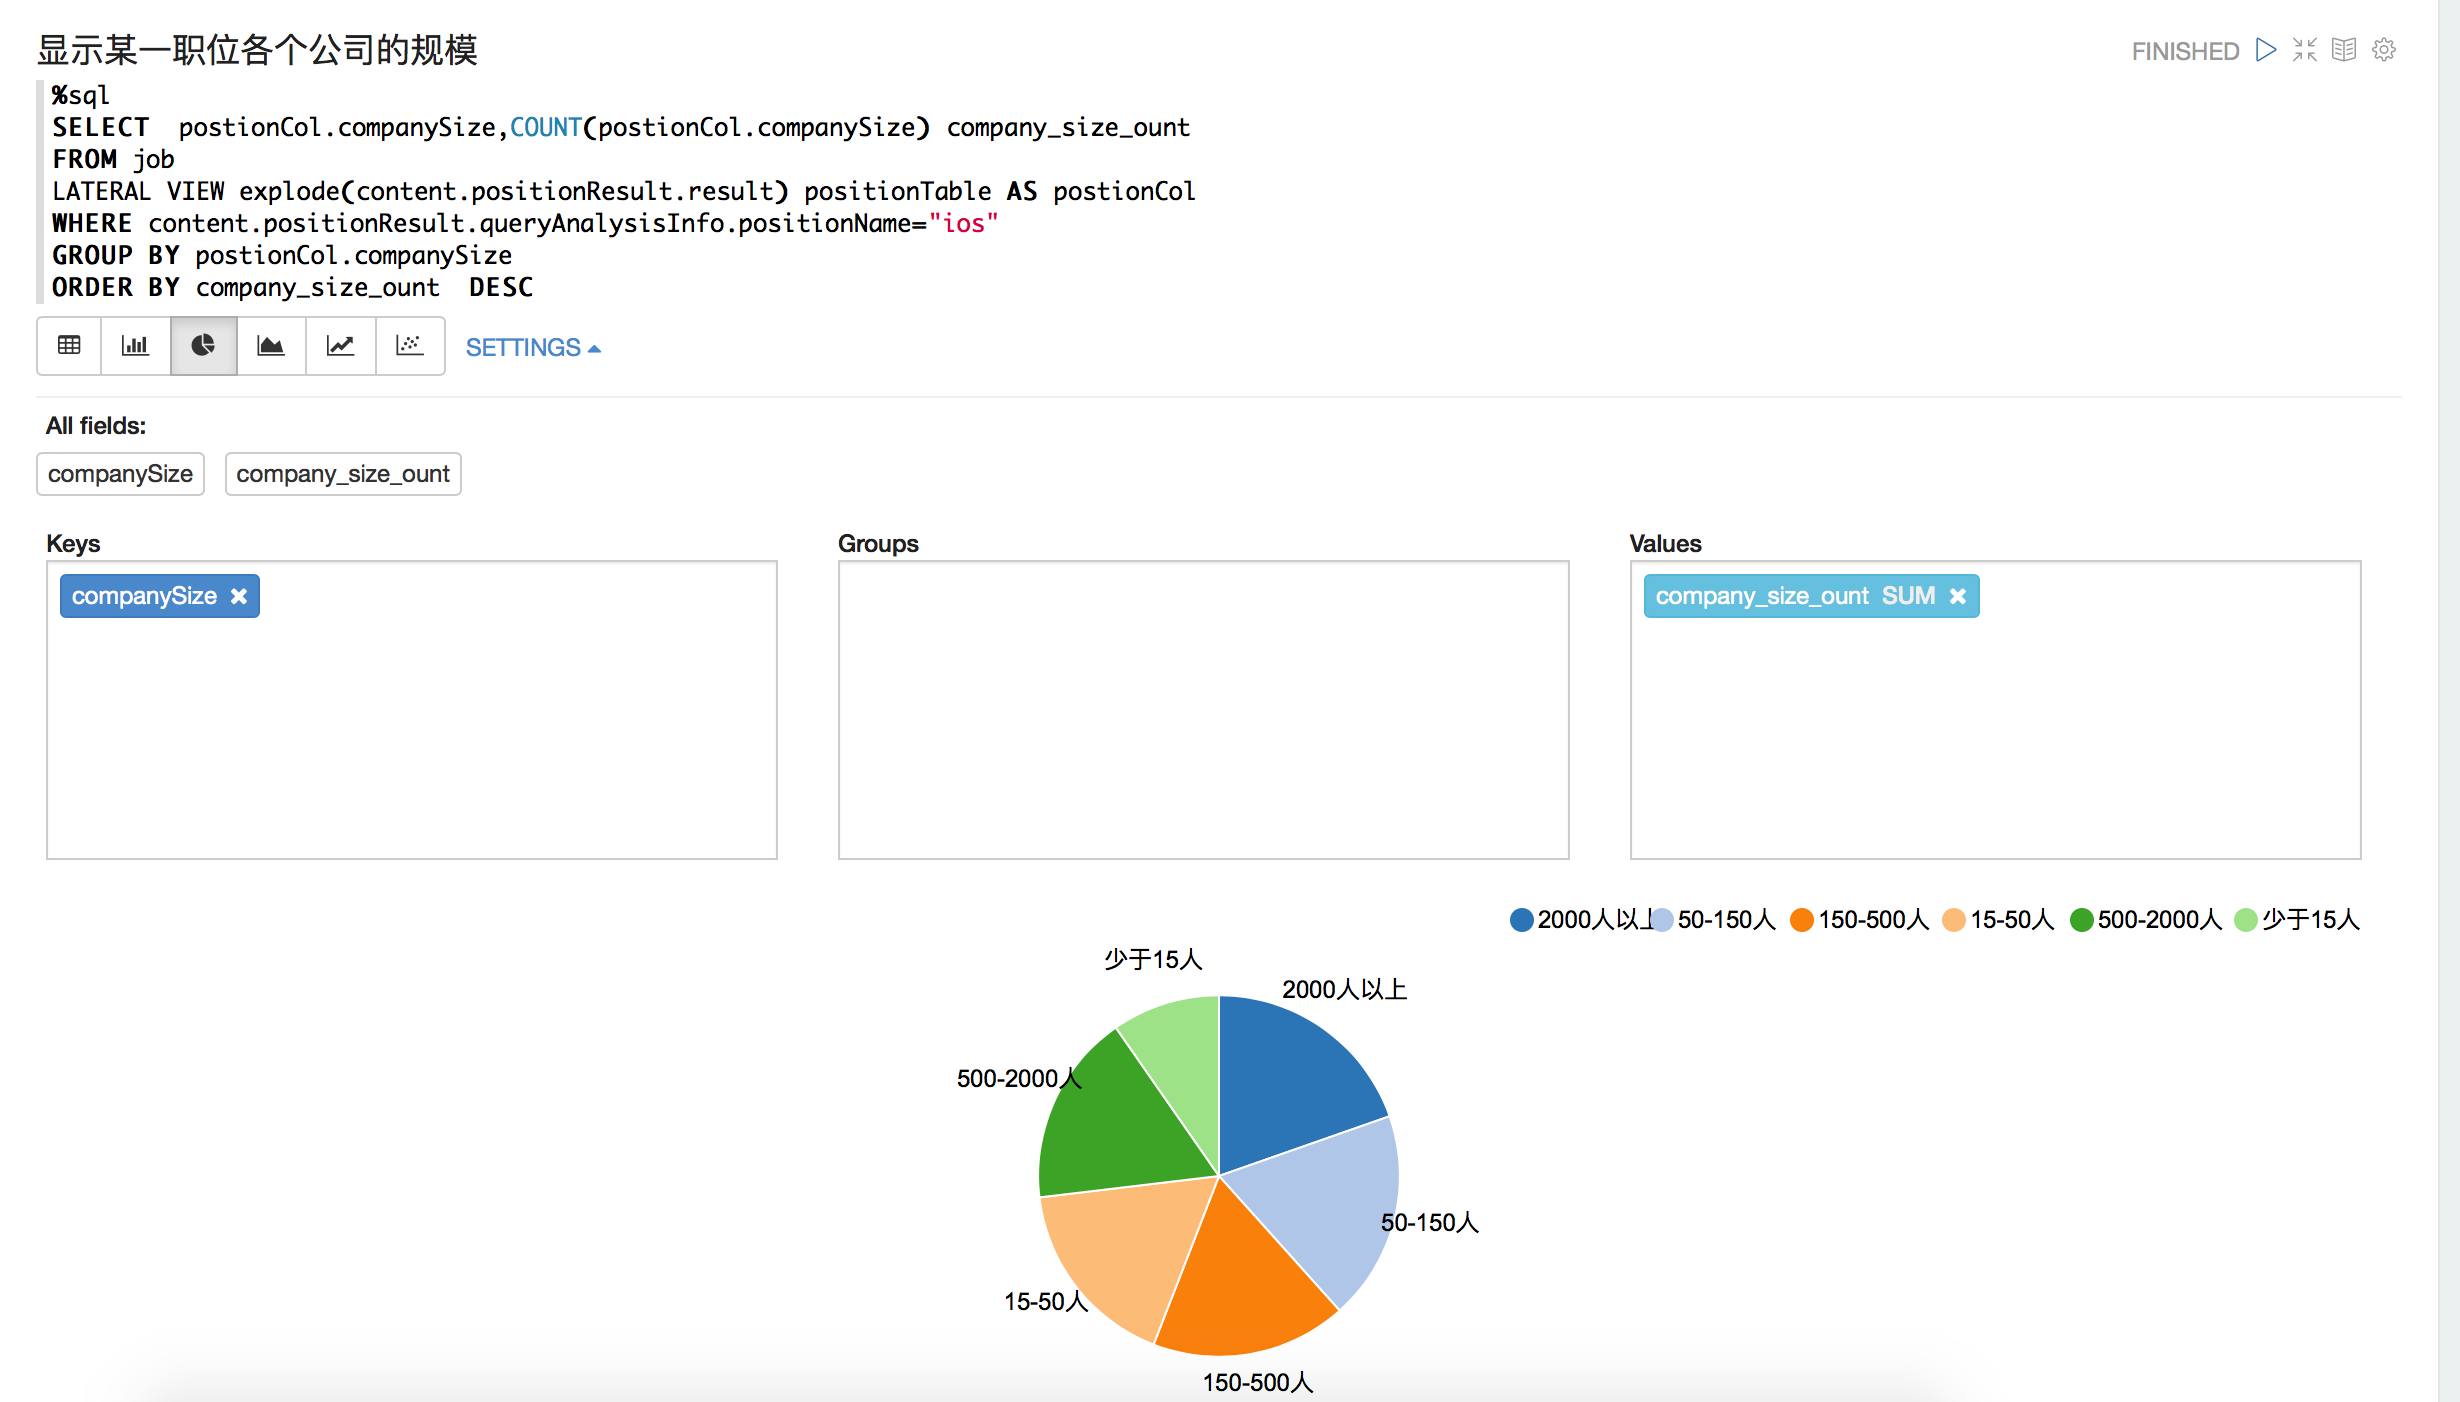 显示某一职位各个公司的规模
FINISHED
%sql
SELECT  postionCol.companySize,COUNT(postionCol.companySize) company_size_ount
FROM job
LATERAL VIEW explode(content.positionResult.result) positionTable AS postionCol
WHERE content.positionResult.queryAnalysisInfo.positionName="ios"
GROUP BY postionCol.companySize
ORDER BY company_size_ount  DESC
SETTINGS
All fields:
companySize company_size_ount
Keys Groups Values
companySize company_size_ount SUM
2000人以上 50-150人 150-500人 15-50人 500-2000人 少于15人
少于15人
2000人以上
500-2000人
50-150人
15-50人
150-500人